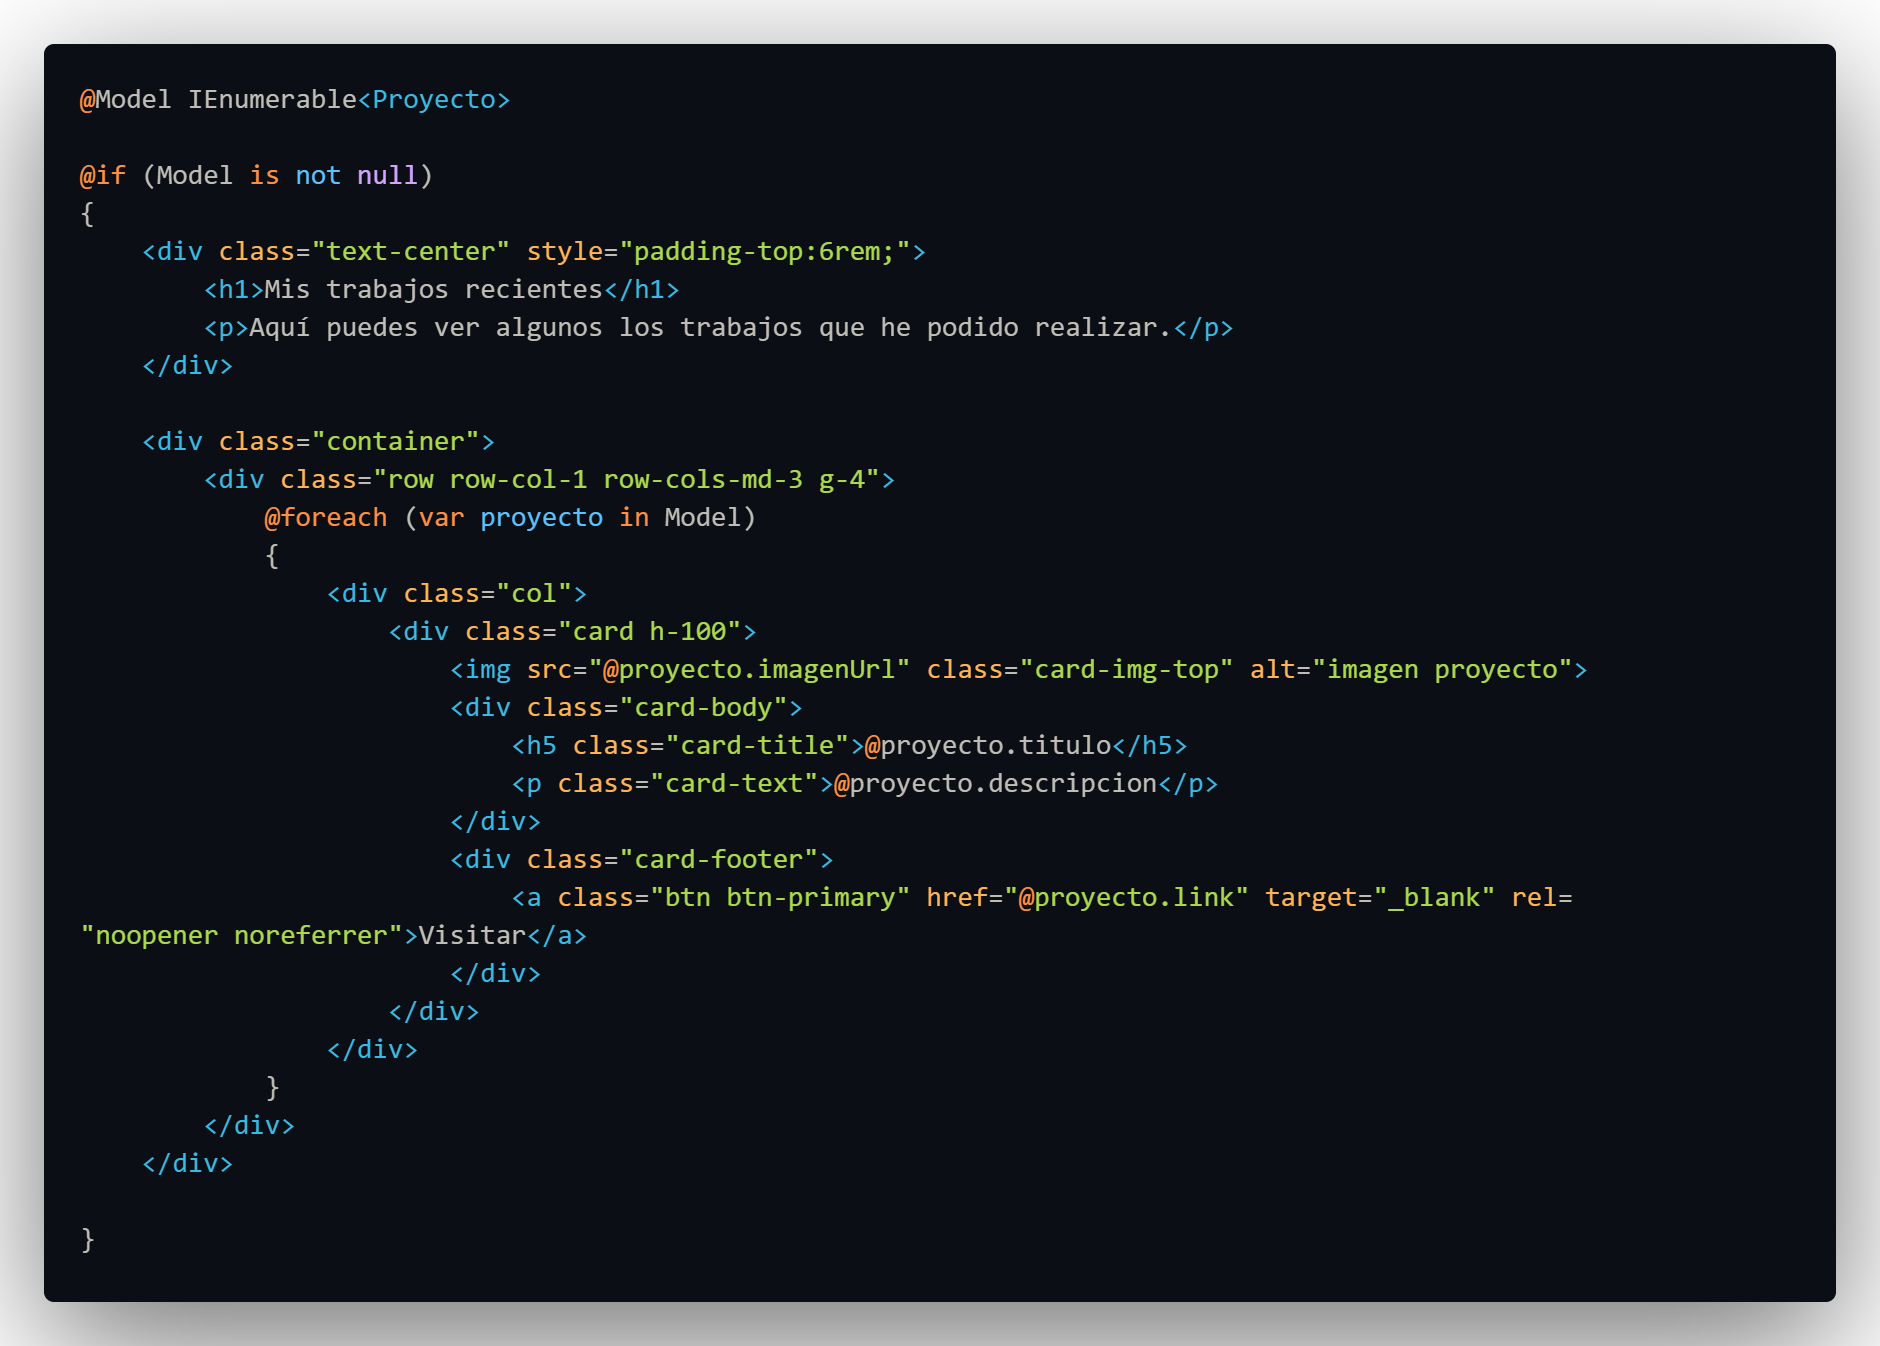 @Model IEnumerable<Proyecto>

@if (Model is not null)
{
    <div class="text-center" style="padding-top:6rem;">
        <h1>Mis trabajos recientes</h1>
        <p>Aquí puedes ver algunos los trabajos que he podido realizar.</p>
    </div>

    <div class="container">
        <div class="row row-col-1 row-cols-md-3 g-4">
            @foreach (var proyecto in Model)
            {
                <div class="col">
                    <div class="card h-100">
                        <img src="@proyecto.imagenUrl" class="card-img-top" alt="imagen proyecto">
                        <div class="card-body">
                            <h5 class="card-title">@proyecto.titulo</h5>
                            <p class="card-text">@proyecto.descripcion</p>
                        </div>
                        <div class="card-footer">
                            <a class="btn btn-primary" href="@proyecto.link" target="_blank" rel=
"noopener noreferrer">Visitar</a>
                        </div>
                    </div>
                </div>
            }
        </div>
    </div>

}